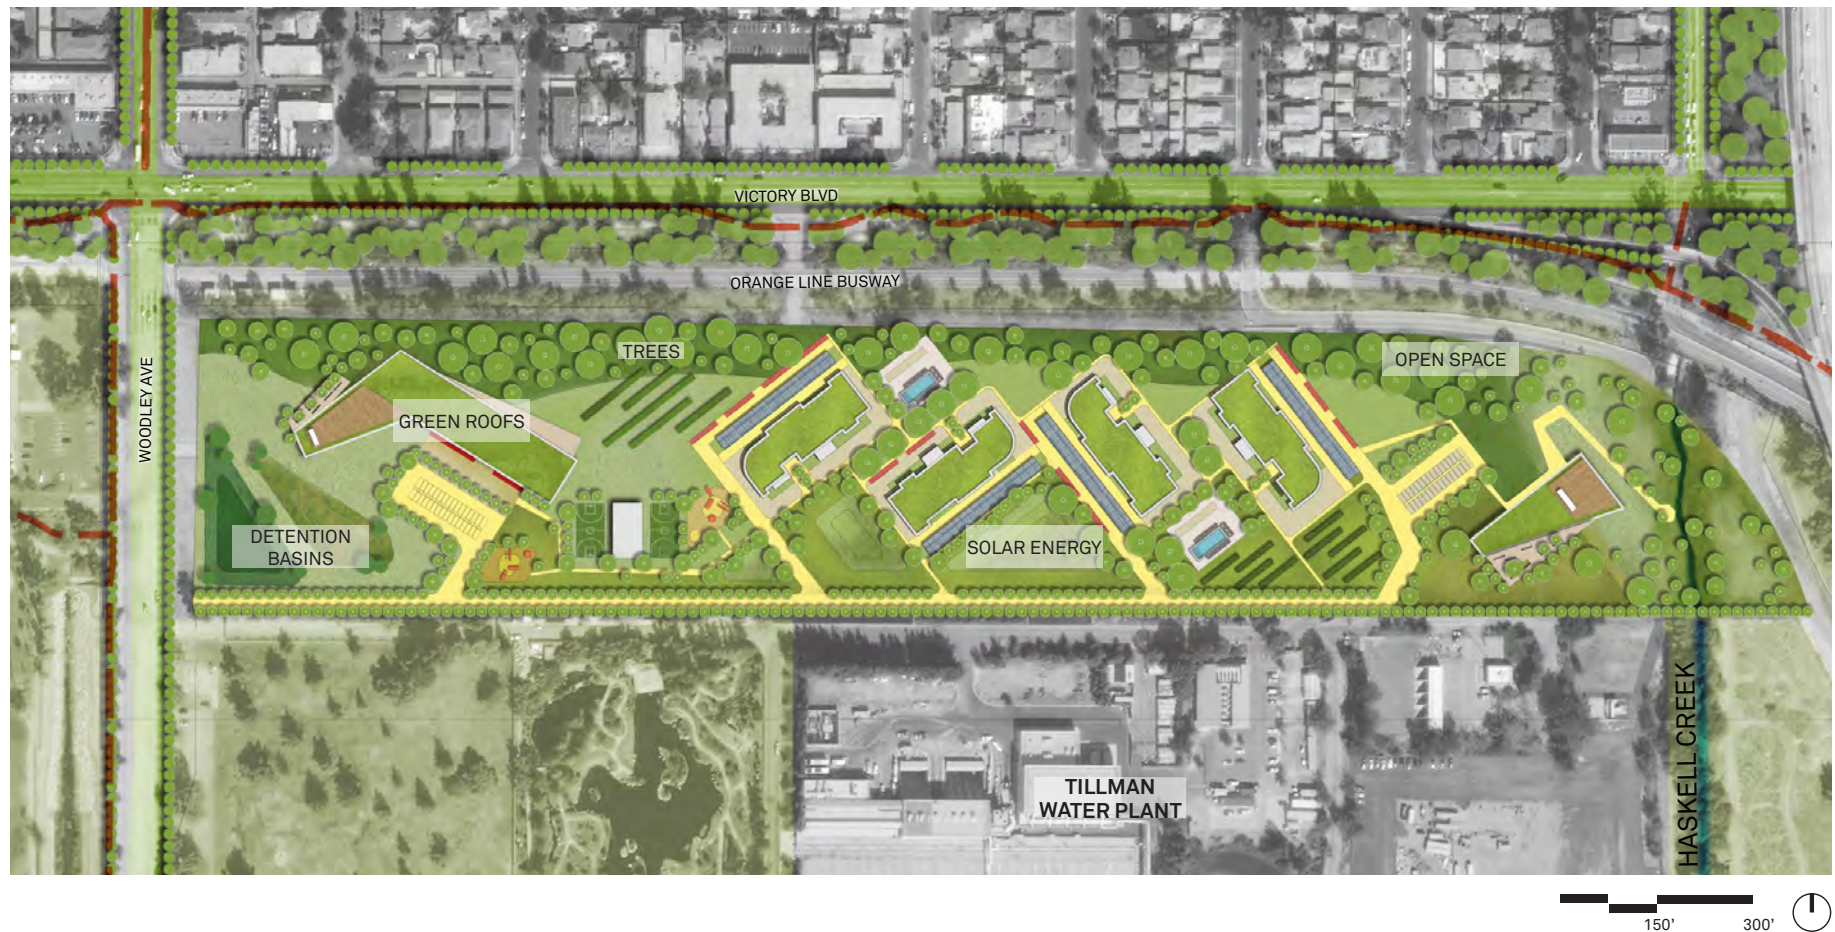 VICTORY BLVD
ORANGE LINE BUSWAY
WOODLEY AVE
TREES
OPEN SPACE
GREEN ROOFS
DETENTION
BASINS
SOLAR ENERGY
TILLMAN
WATER PLANT
HASKELL CREEK
150'
300'